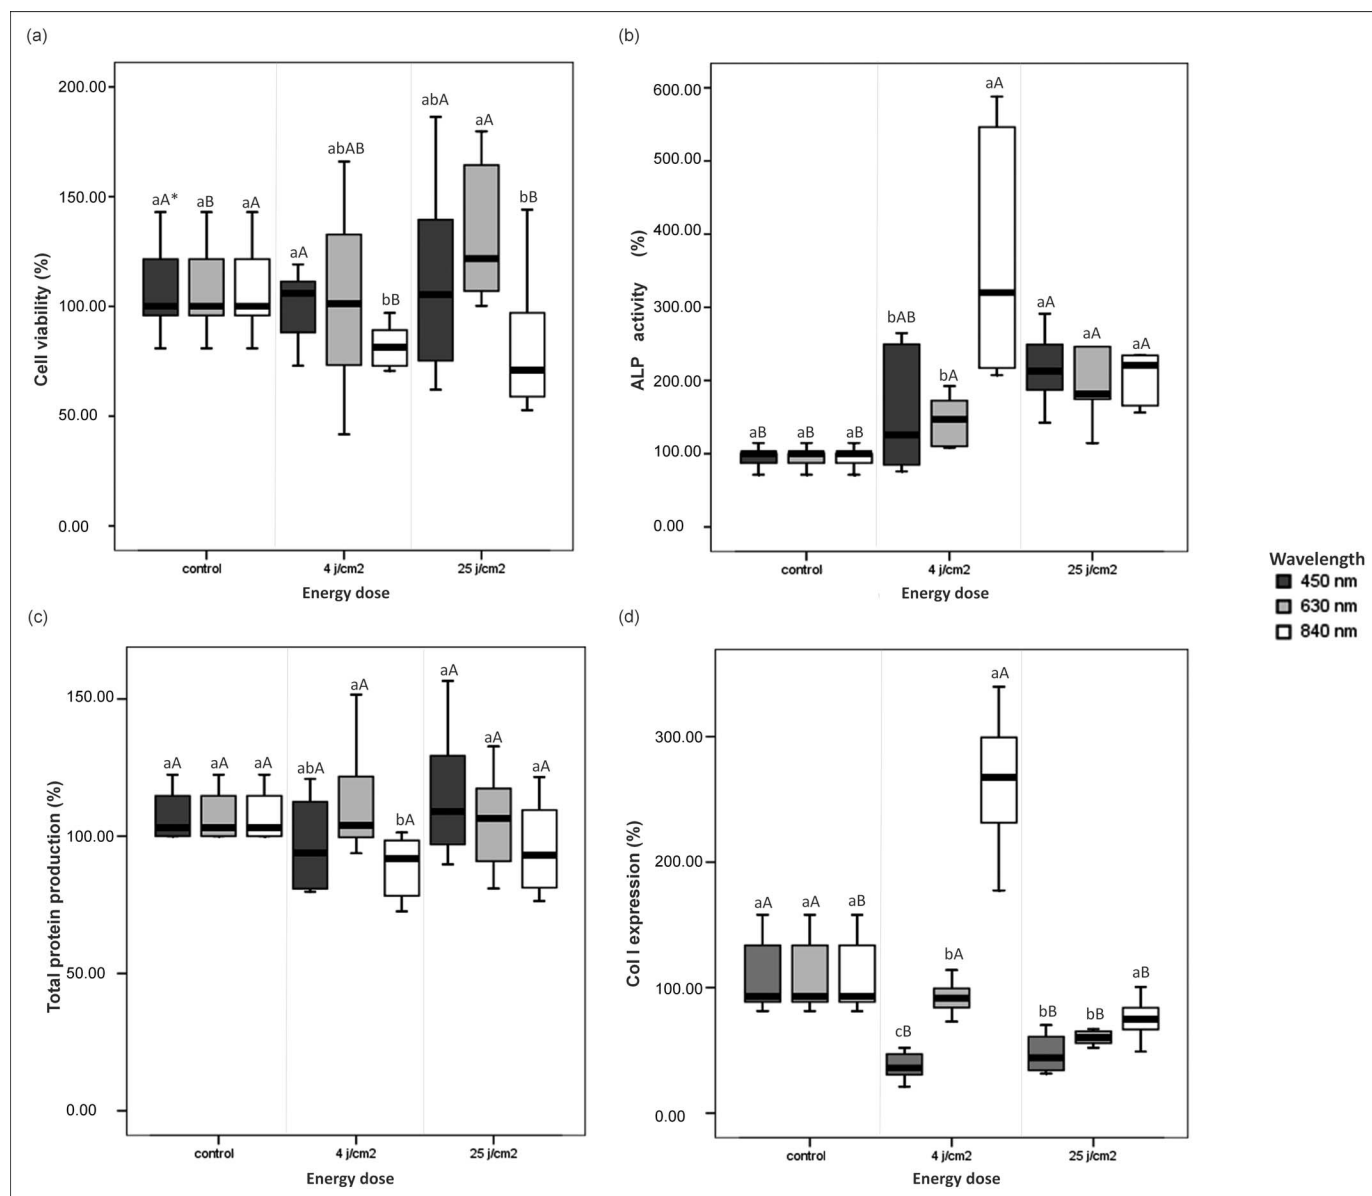 (a)
200.00
150.00
100.00
50.00
0.00
Cell viability (%)
aA*
aB
aA
aA
abAB
bB
abA
aA
bB
control
4 j/cm2
25 j/cm2
Energy dose
(b)
600.00
500.00
400.00
300.00
200.00
100.00
0.00
ALP activity (%)
aB
aB
aB
bAB
bA
aA
aA
aA
aA
control
4 j/cm2
25 j/cm2
Energy dose
Wavelength
450 nm
630 nm
840 nm
(c)
150.00
100.00
50.00
0.00
Total protein production (%)
aA
aA
aA
abA
aA
bA
aA
aA
aA
control
4 j/cm2
25 j/cm2
Energy dose
(d)
300.00
200.00
100.00
0.00
Col I expression (%)
aA
aA
aB
cB
bA
aA
bB
bB
aB
control
4 j/cm2
25 j/cm2
Energy dose